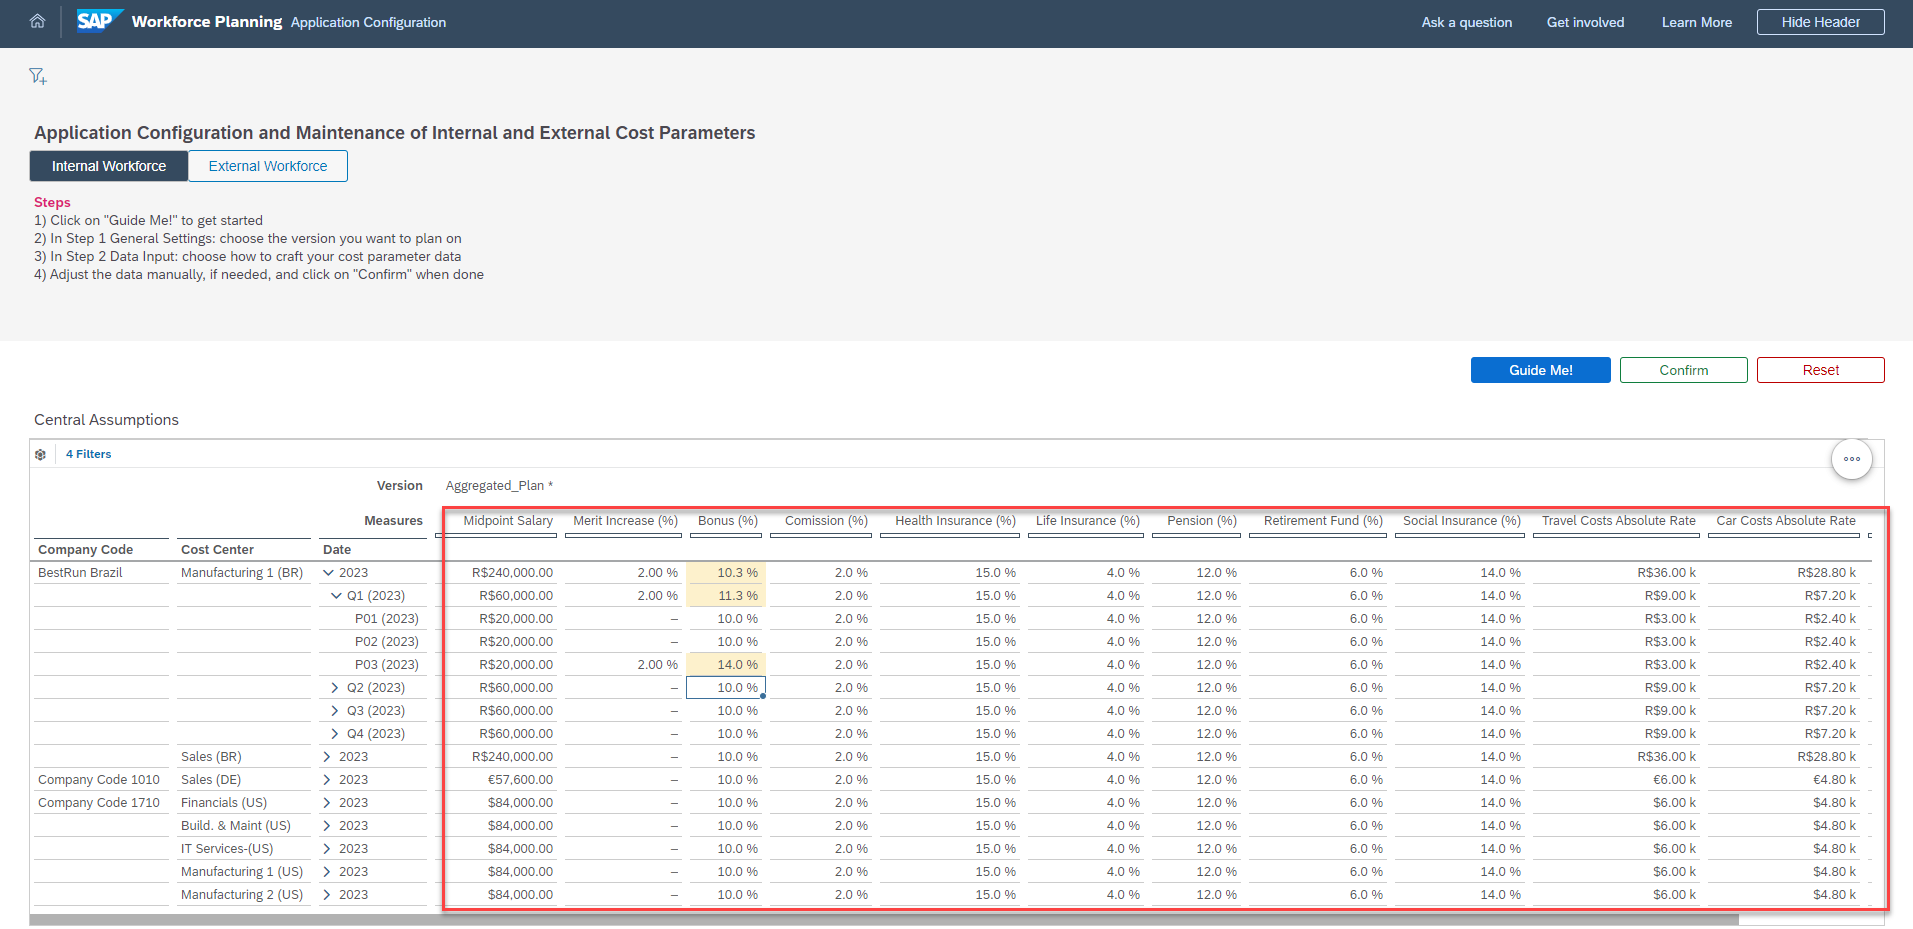 SAP Workforce Planning Application Configuration Ask a question Get involved Learn More Hide Header
Application Configuration and Maintenance of Internal and External Cost Parameters
Internal Workforce External Workforce
Steps
1) Click on "Guide Me!" to get started
2) In Step 1 General Settings: choose the version you want to plan on
3) In Step 2 Data Input: choose how to craft your cost parameter data
4) Adjust the data manually, if needed, and click on "Confirm" when done
Guide Me! Confirm Reset
Central Assumptions
4 Filters
Version Aggregated_Plan *
Measures Midpoint Salary Merit Increase (%) Bonus (%) Comission (%) Health Insurance (%) Life Insurance (%) Pension (%) Retirement Fund (%) Social Insurance (%) Travel Costs Absolute Rate Car Costs Absolute Rate
Company Code Cost Center Date
BestRun Brazil Manufacturing 1 (BR) 2023 R$240,000.00 2.00 % 10.3 % 2.0 % 15.0 % 4.0 % 12.0 % 6.0 % 14.0 % R$36.00 k R$28.80 k
Q1 (2023) R$60,000.00 2.00 % 11.3 % 2.0 % 15.0 % 4.0 % 12.0 % 6.0 % 14.0 % R$9.00 k R$7.20 k
P01 (2023) R$20,000.00 – 10.0 % 2.0 % 15.0 % 4.0 % 12.0 % 6.0 % 14.0 % R$3.00 k R$2.40 k
P02 (2023) R$20,000.00 – 10.0 % 2.0 % 15.0 % 4.0 % 12.0 % 6.0 % 14.0 % R$3.00 k R$2.40 k
P03 (2023) R$20,000.00 2.00 % 14.0 % 2.0 % 15.0 % 4.0 % 12.0 % 6.0 % 14.0 % R$3.00 k R$2.40 k
Q2 (2023) R$60,000.00 – 10.0 % 2.0 % 15.0 % 4.0 % 12.0 % 6.0 % 14.0 % R$9.00 k R$7.20 k
Q3 (2023) R$60,000.00 – 10.0 % 2.0 % 15.0 % 4.0 % 12.0 % 6.0 % 14.0 % R$9.00 k R$7.20 k
Q4 (2023) R$60,000.00 – 10.0 % 2.0 % 15.0 % 4.0 % 12.0 % 6.0 % 14.0 % R$9.00 k R$7.20 k
Sales (BR) 2023 R$240,000.00 – 10.0 % 2.0 % 15.0 % 4.0 % 12.0 % 6.0 % 14.0 % R$36.00 k R$28.80 k
Company Code 1010 Sales (DE) 2023 €57,600.00 – 10.0 % 2.0 % 15.0 % 4.0 % 12.0 % 6.0 % 14.0 % €6.00 k €4.80 k
Company Code 1710 Financials (US) 2023 $84,000.00 – 10.0 % 2.0 % 15.0 % 4.0 % 12.0 % 6.0 % 14.0 % $6.00 k $4.80 k
Build. & Maint (US) 2023 $84,000.00 – 10.0 % 2.0 % 15.0 % 4.0 % 12.0 % 6.0 % 14.0 % $6.00 k $4.80 k
IT Services-(US) 2023 $84,000.00 – 10.0 % 2.0 % 15.0 % 4.0 % 12.0 % 6.0 % 14.0 % $6.00 k $4.80 k
Manufacturing 1 (US) 2023 $84,000.00 – 10.0 % 2.0 % 15.0 % 4.0 % 12.0 % 6.0 % 14.0 % $6.00 k $4.80 k
Manufacturing 2 (US) 2023 $84,000.00 – 10.0 % 2.0 % 15.0 % 4.0 % 12.0 % 6.0 % 14.0 % $6.00 k $4.80 k